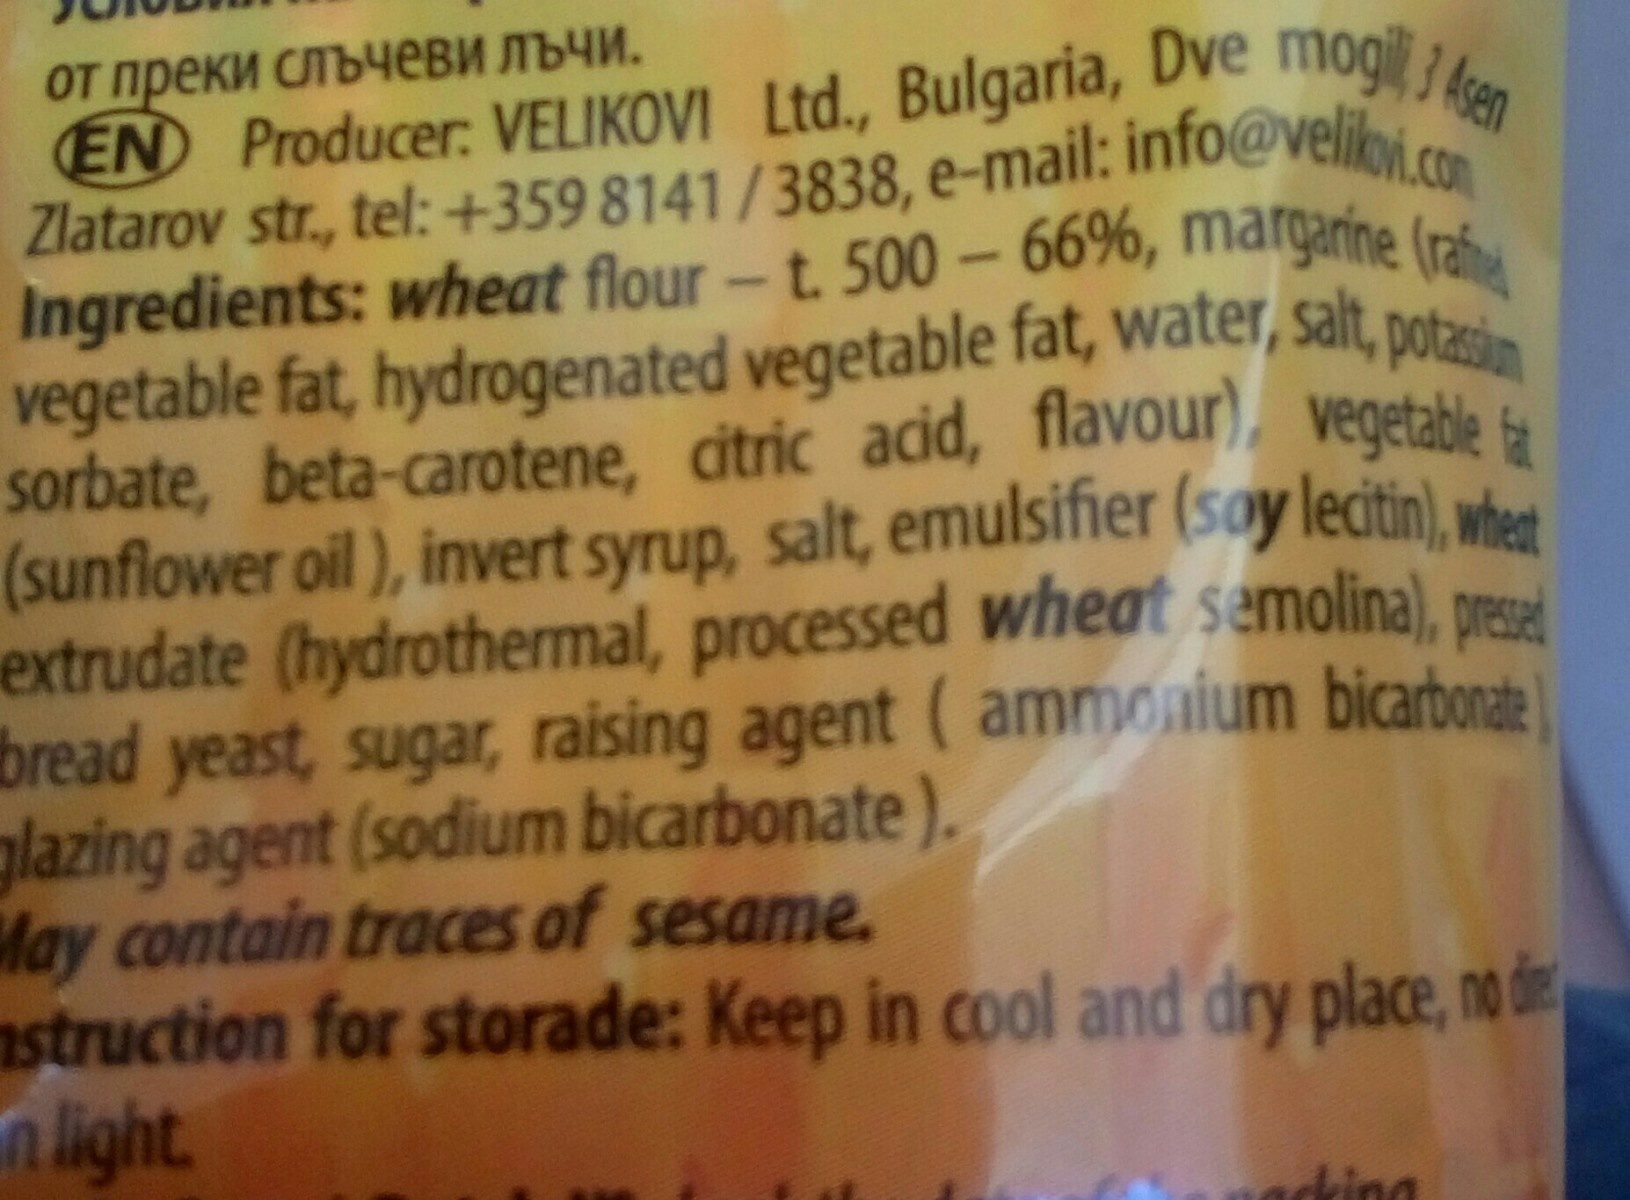 от преки слъчеви лъчи.
EN Producer: VELIKOVI Ltd., Bulgaria, Dve mogili, 3 Asen
Zlatarov str., tel: +359 8141 / 3838, e-mail: info@velikovi.com
Ingredients: wheat flour – t. 500 – 66%, margarine (
vegetable fat, hydrogenated vegetable fat, water, salt, potassium
sorbate, beta-carotene, citric acid, flavour), vegetable fat
(sunflower oil ), invert syrup, salt, emulsifier (soy lecitin), wheat
extrudate (hydrothermal, processed wheat semolina), pressed
bread yeast, sugar, raising agent ( ammonium bicarbonate ),
glazing agent (sodium bicarbonate ).
May contain traces of sesame.
nstruction for storade: Keep in cool and dry place, no direc
n light.
packing